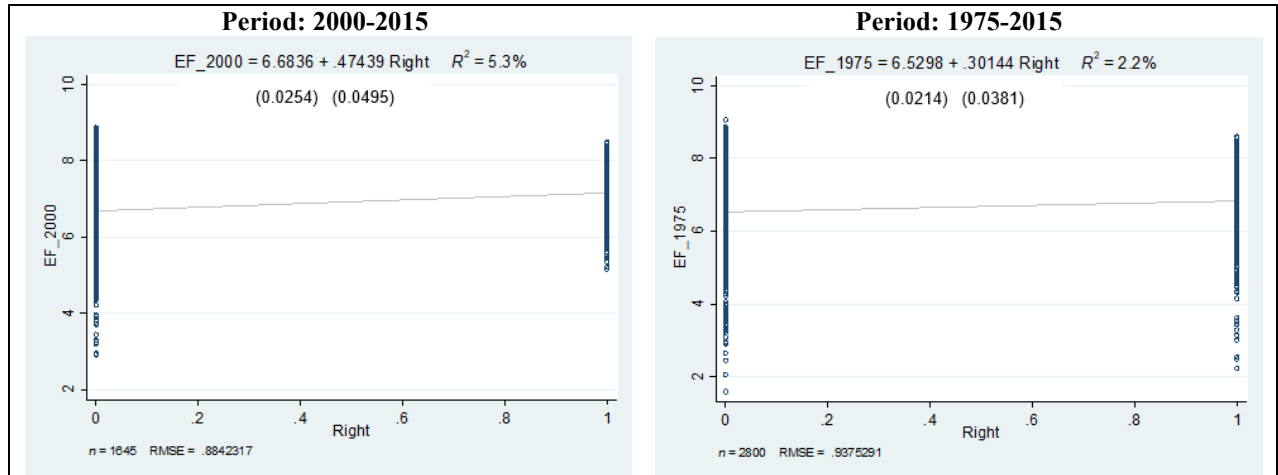 Period: 2000-2015
EF_2000 = 6.6836 + .47439 Right R² = 5.3%
(0.0254) (0.0495)
10
8
6
4
2
EF_2000
0 .2 .4 .6 .8 1
Right
n = 1645 RMSE = .8842317
Period: 1975-2015
EF_1975 = 6.5298 + .30144 Right R² = 2.2%
(0.0214) (0.0381)
10
8
6
4
2
EF_1975
0 .2 .4 .6 .8 1
Right
n = 2800 RMSE = .9375291